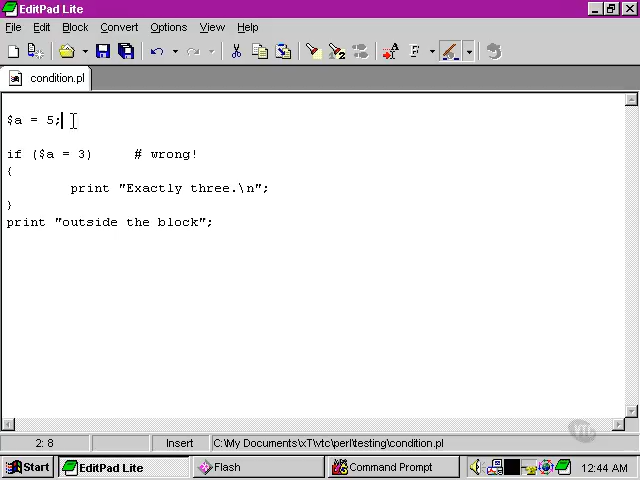 EditPad Lite
File Edit Block Convert Options View Help
condition.pl
$a = 5;
if ($a = 3) # wrong!
{
print "Exactly three.\n";
}
print "outside the block";
VTC
2: 8 Insert C:\My Documents\xT\vtc\perl\testing\condition.pl
Start EditPad Lite Flash Command Prompt 12:44 AM